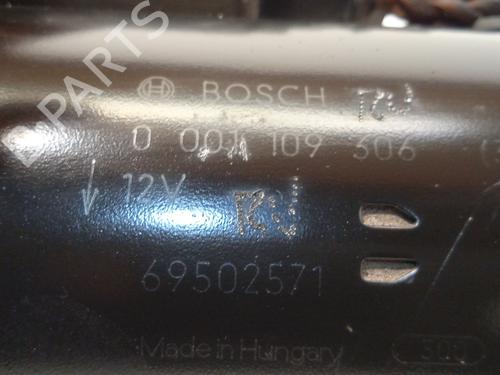 B PARTS
BOSCH
0 001 109 306
12V
69502571
Made in Hungary